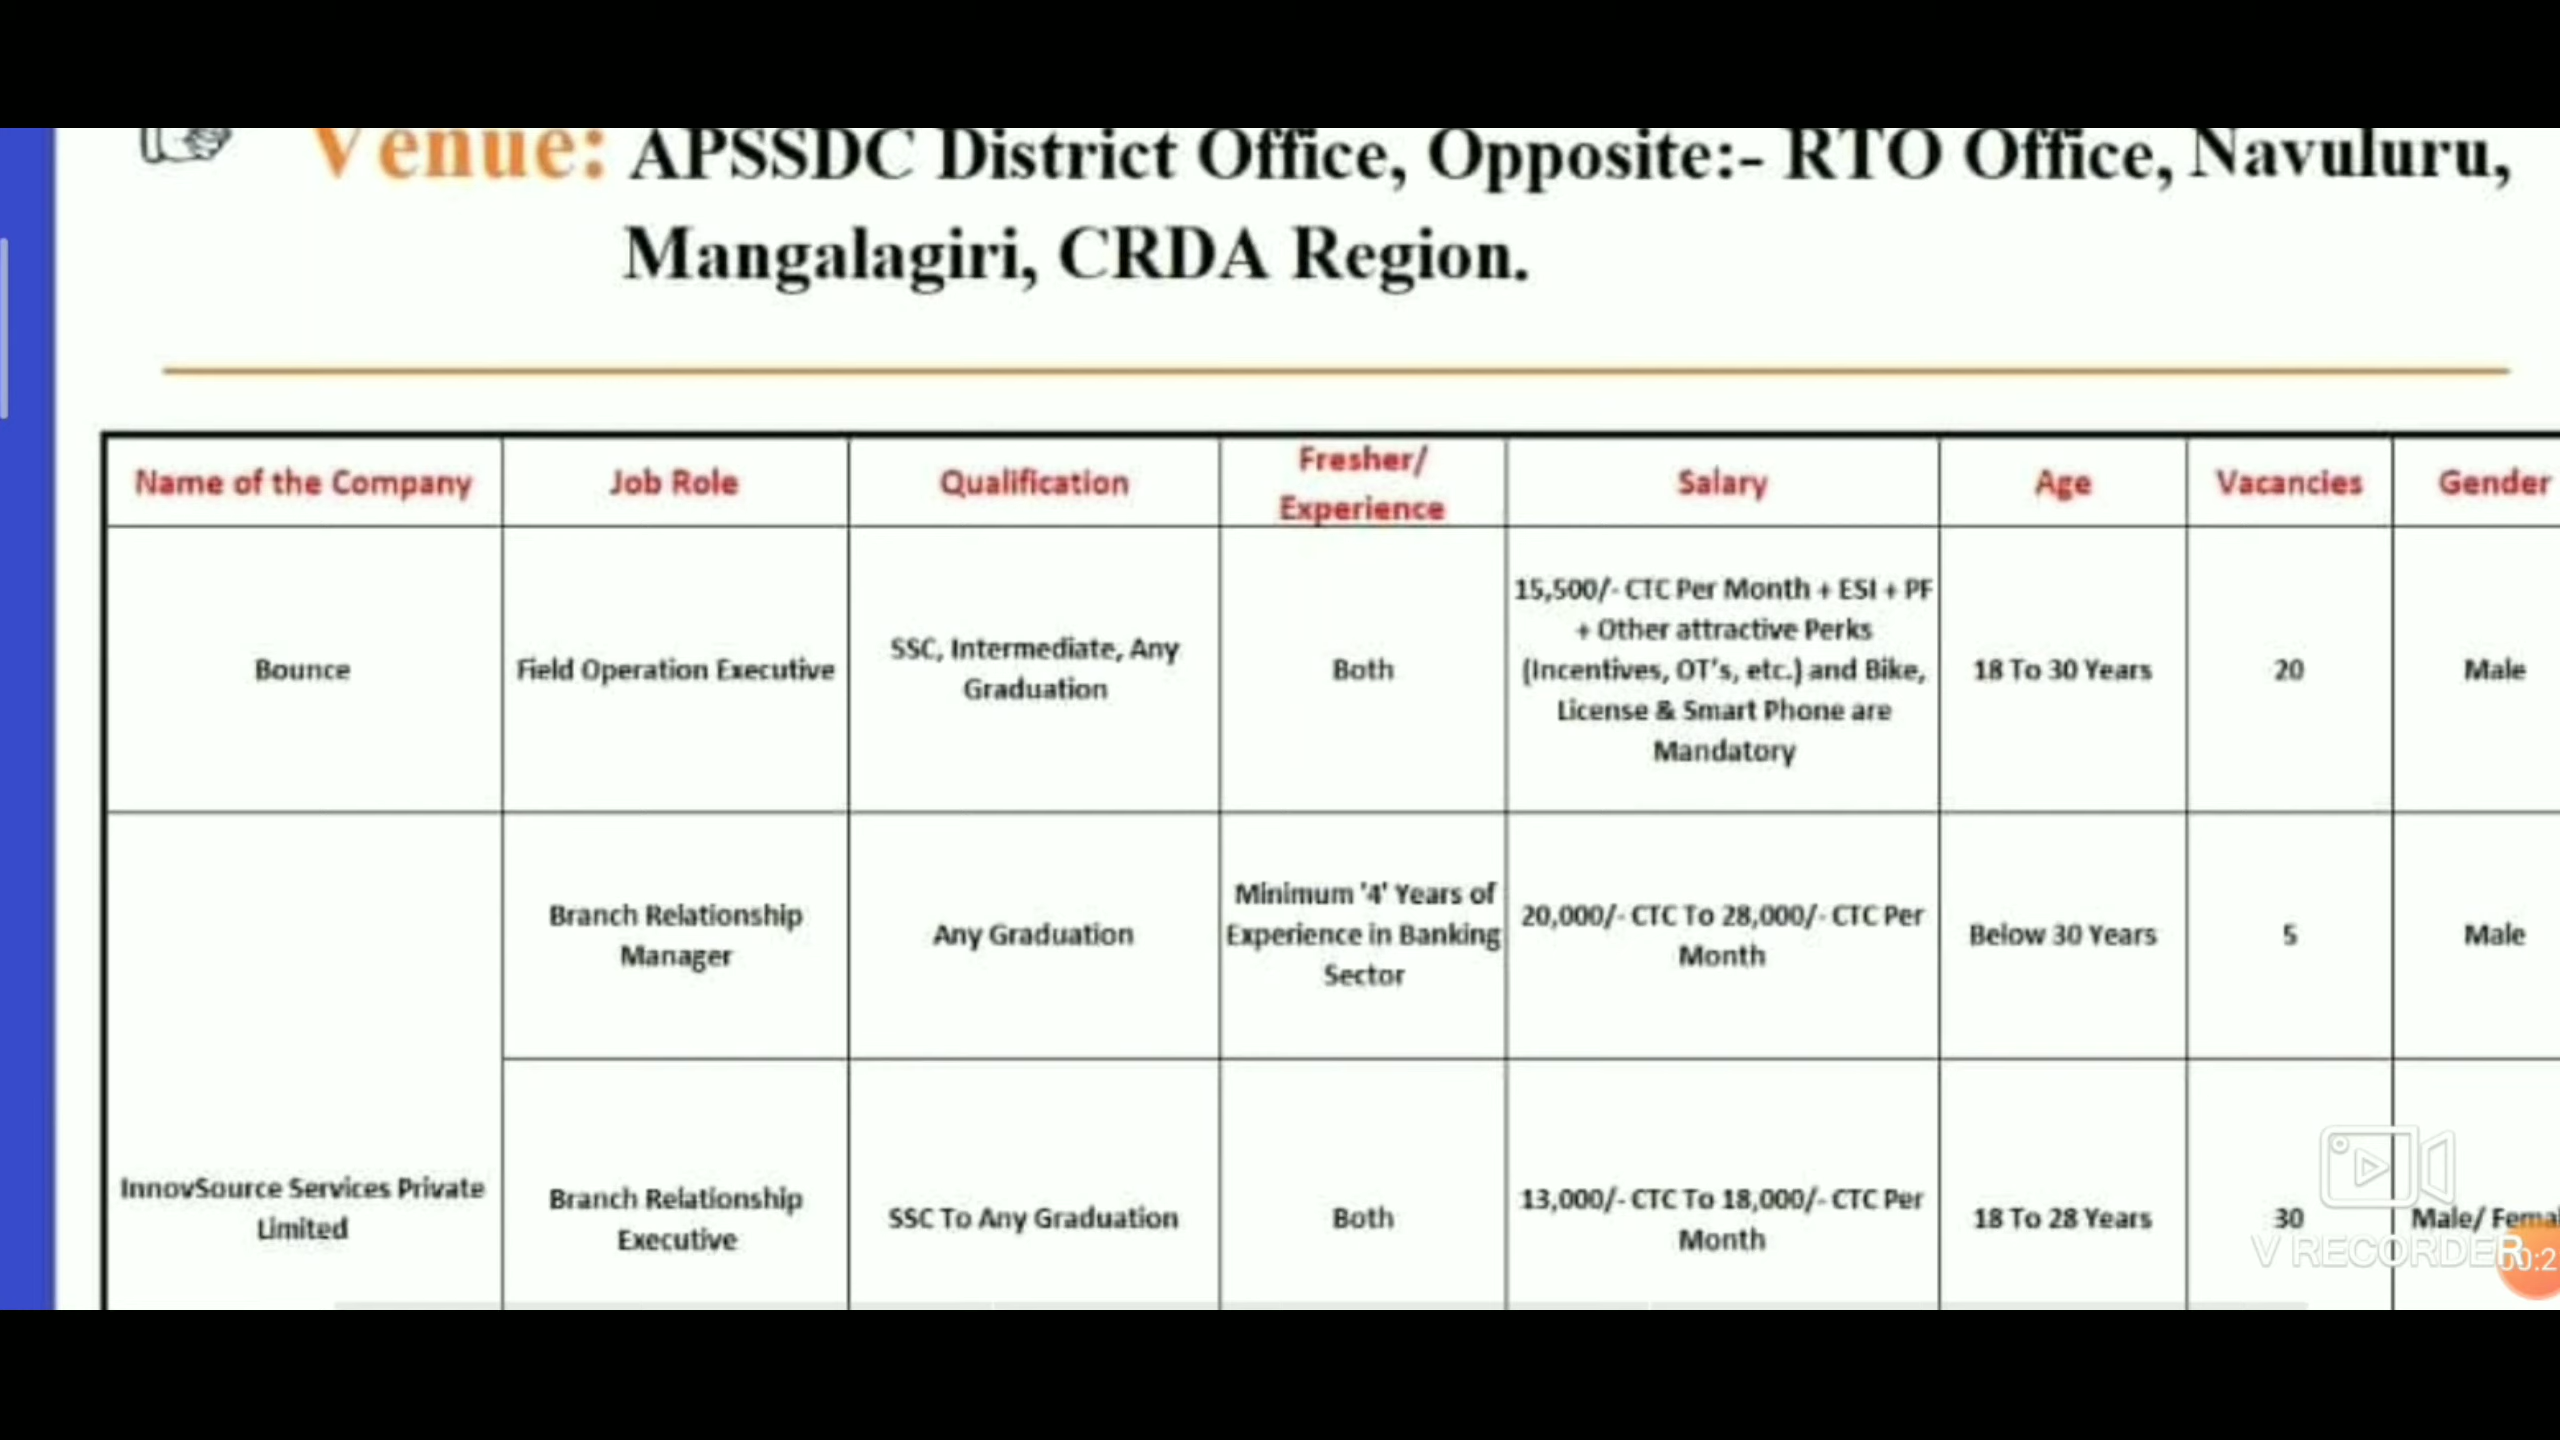 Venue: APSSDC District Office, Opposite:- RTO Office, Navuluru,
Mangalagiri, CRDA Region.
Name of the Company
Job Role
Qualification
Fresher/
Experience
Salary
Age
Vacancies
Gender
Bounce
Field Operation Executive
SSC, Intermediate, Any
Graduation
Both
15,500/- CTC Per Month + ESI + PF
+ Other attractive Perks
(Incentives, OT's, etc.) and Bike,
License & Smart Phone are
Mandatory
18 To 30 Years
20
Male
InnovSource Services Private
Limited
Branch Relationship
Manager
Any Graduation
Minimum '4' Years of
Experience in Banking
Sector
20,000/- CTC To 28,000/- CTC Per
Month
Below 30 Years
5
Male
Branch Relationship
Executive
SSC To Any Graduation
Both
13,000/- CTC To 18,000/- CTC Per
Month
18 To 28 Years
30
Male/
V RECORDER